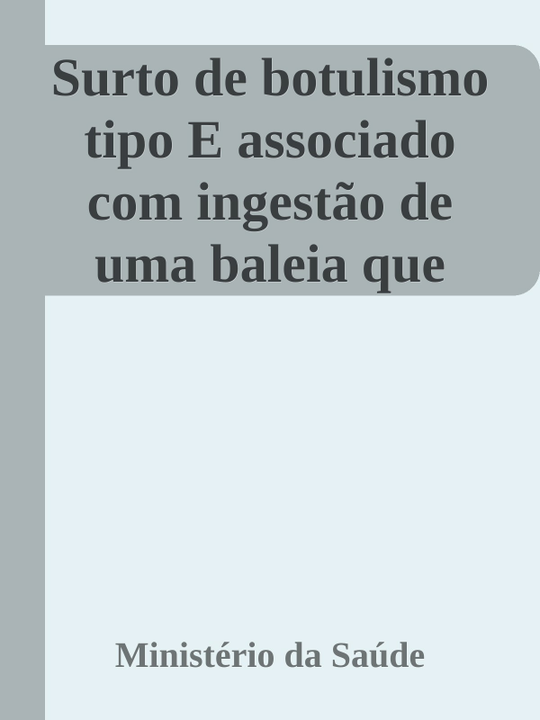 Surto de botulismo
tipo E associado
com ingestão de
uma baleia que
Ministério da Saúde